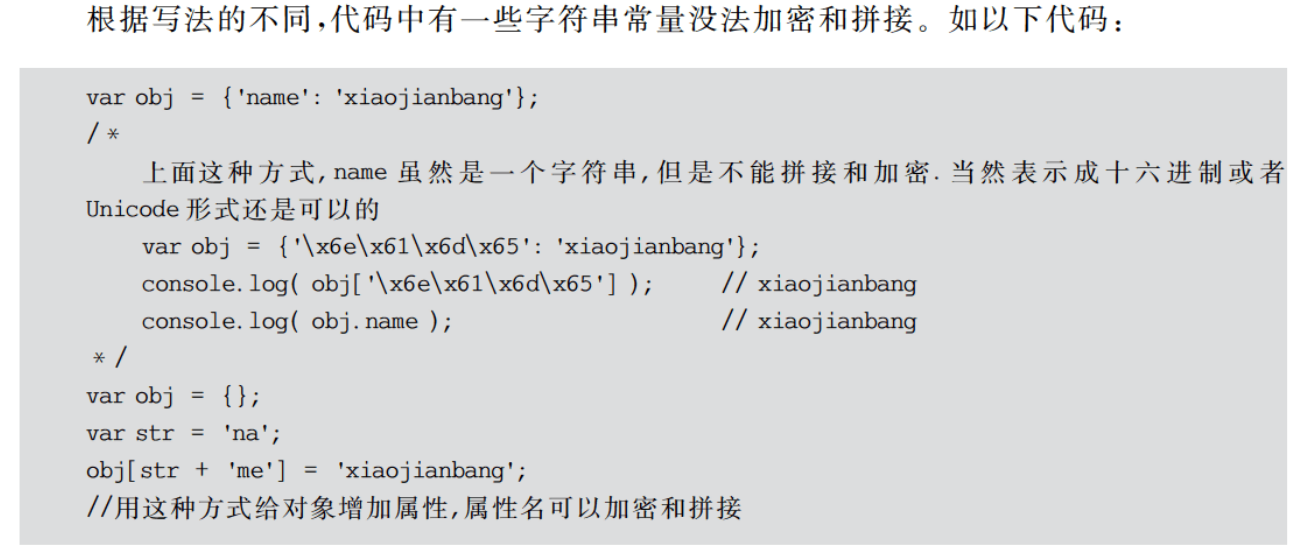 根据写法的不同,代码中有一些字符串常量没法加密和拼接。如以下代码:
var obj = {'name': 'xiaojianbang'};
/*
上面这种方式,name 虽然是一个字符串,但是不能拼接和加密. 当然表示成十六进制或者
Unicode 形式还是可以的
var obj = {'\x6e\x61\x6d\x65': 'xiaojianbang'};
console.log( obj['\x6e\x61\x6d\x65'] ); // xiaojianbang
console.log( obj.name ); // xiaojianbang
*/
var obj = {};
var str = 'na';
obj[str + 'me'] = 'xiaojianbang';
//用这种方式给对象增加属性,属性名可以加密和拼接